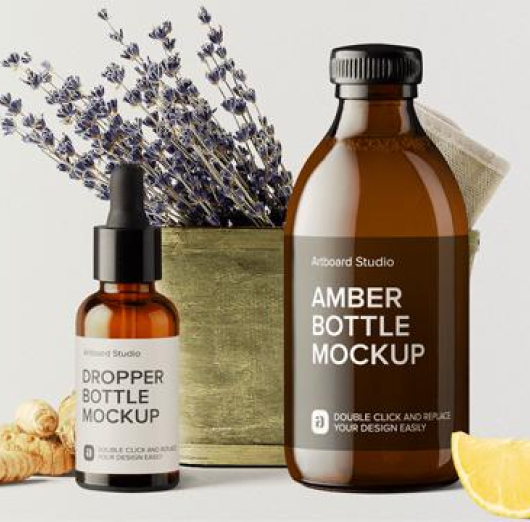 Artboard Studio
AMBER
BOTTLE
MOCKUP
a
DOUBLE CLICK AND REPLACE
YOUR DESIGN EASILY
Artboard Studio
DROPPER
BOTTLE
MOCKUP
a
DOUBLE CLICK AND REPLACE
YOUR DESIGN EASILY